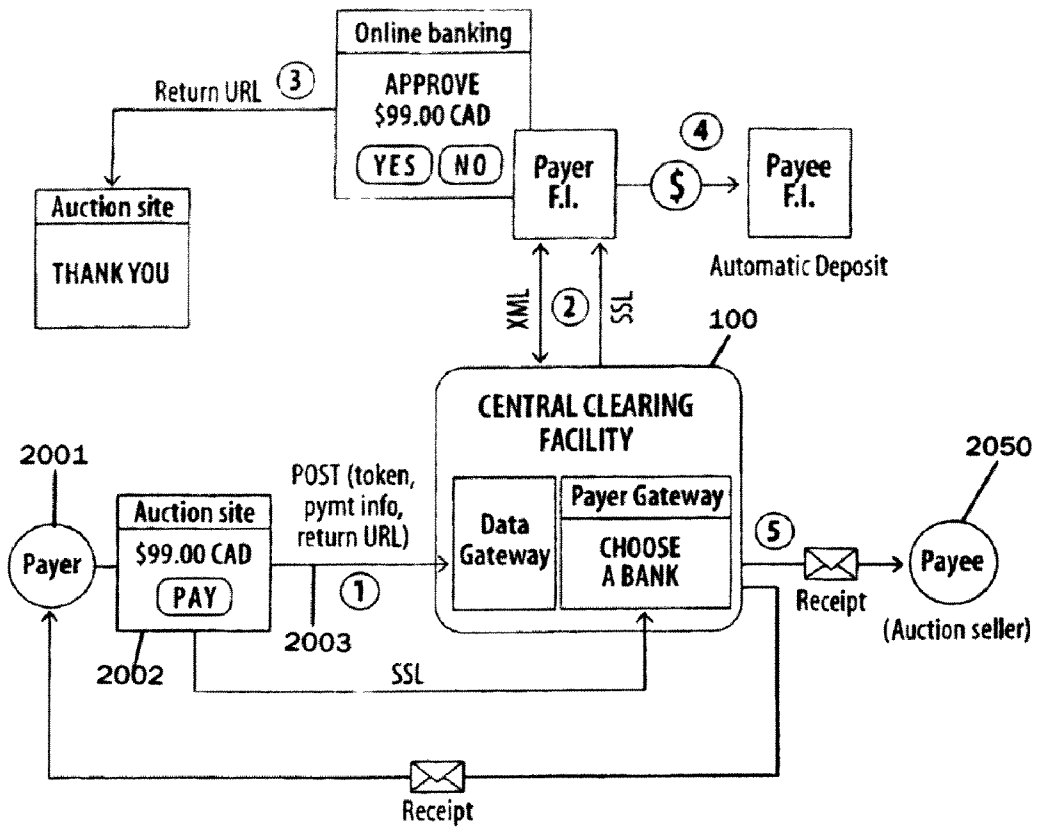 Online banking
APPROVE
$99.00 CAD
YES
NO
Return URL
3
Auction site
THANK YOU
Payer
F.I.
$
4
Payee
F.I.
Automatic Deposit
XML
2
SSL
100
CENTRAL CLEARING
FACILITY
Data
Gateway
Payer Gateway
CHOOSE
A BANK
2001
Payer
Auction site
$99.00 CAD
PAY
2002
POST (token,
pymt info,
return URL)
1
2003
SSL
5
Receipt
2050
Payee
(Auction seller)
Receipt